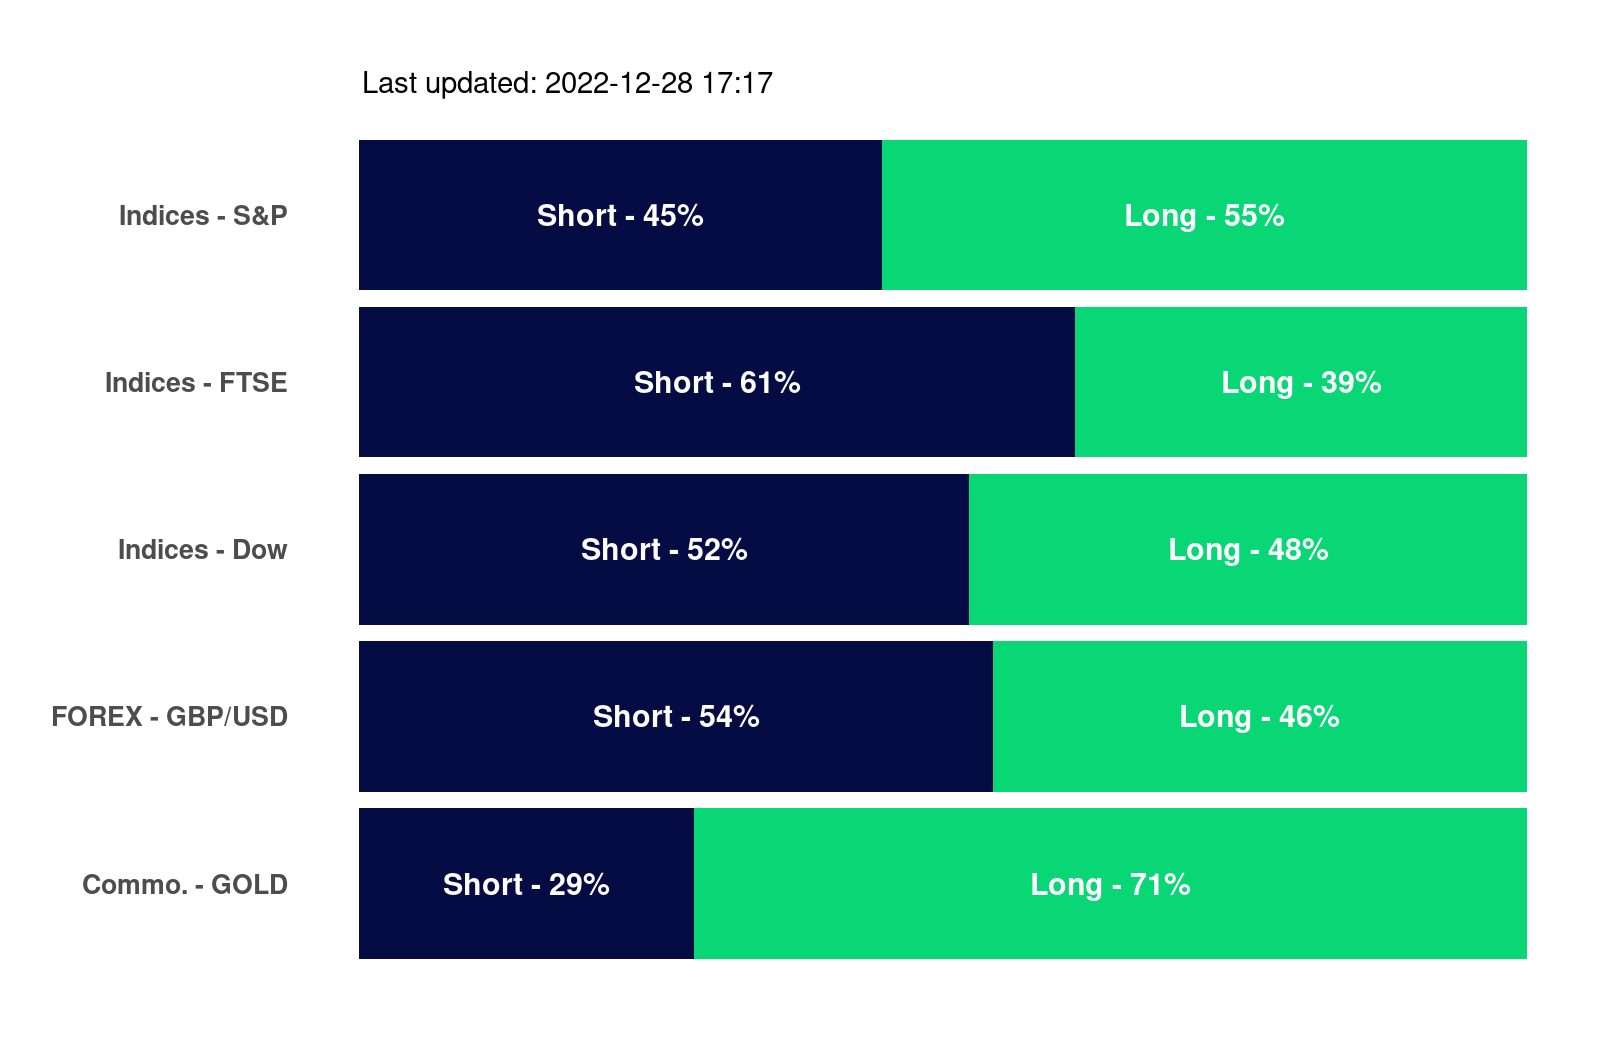 Last updated: 2022-12-28 17:17
Indices - S&P Short - 45% Long - 55%
Indices - FTSE Short - 61% Long - 39%
Indices - Dow Short - 52% Long - 48%
FOREX - GBP/USD Short - 54% Long - 46%
Commo. - GOLD Short - 29% Long - 71%